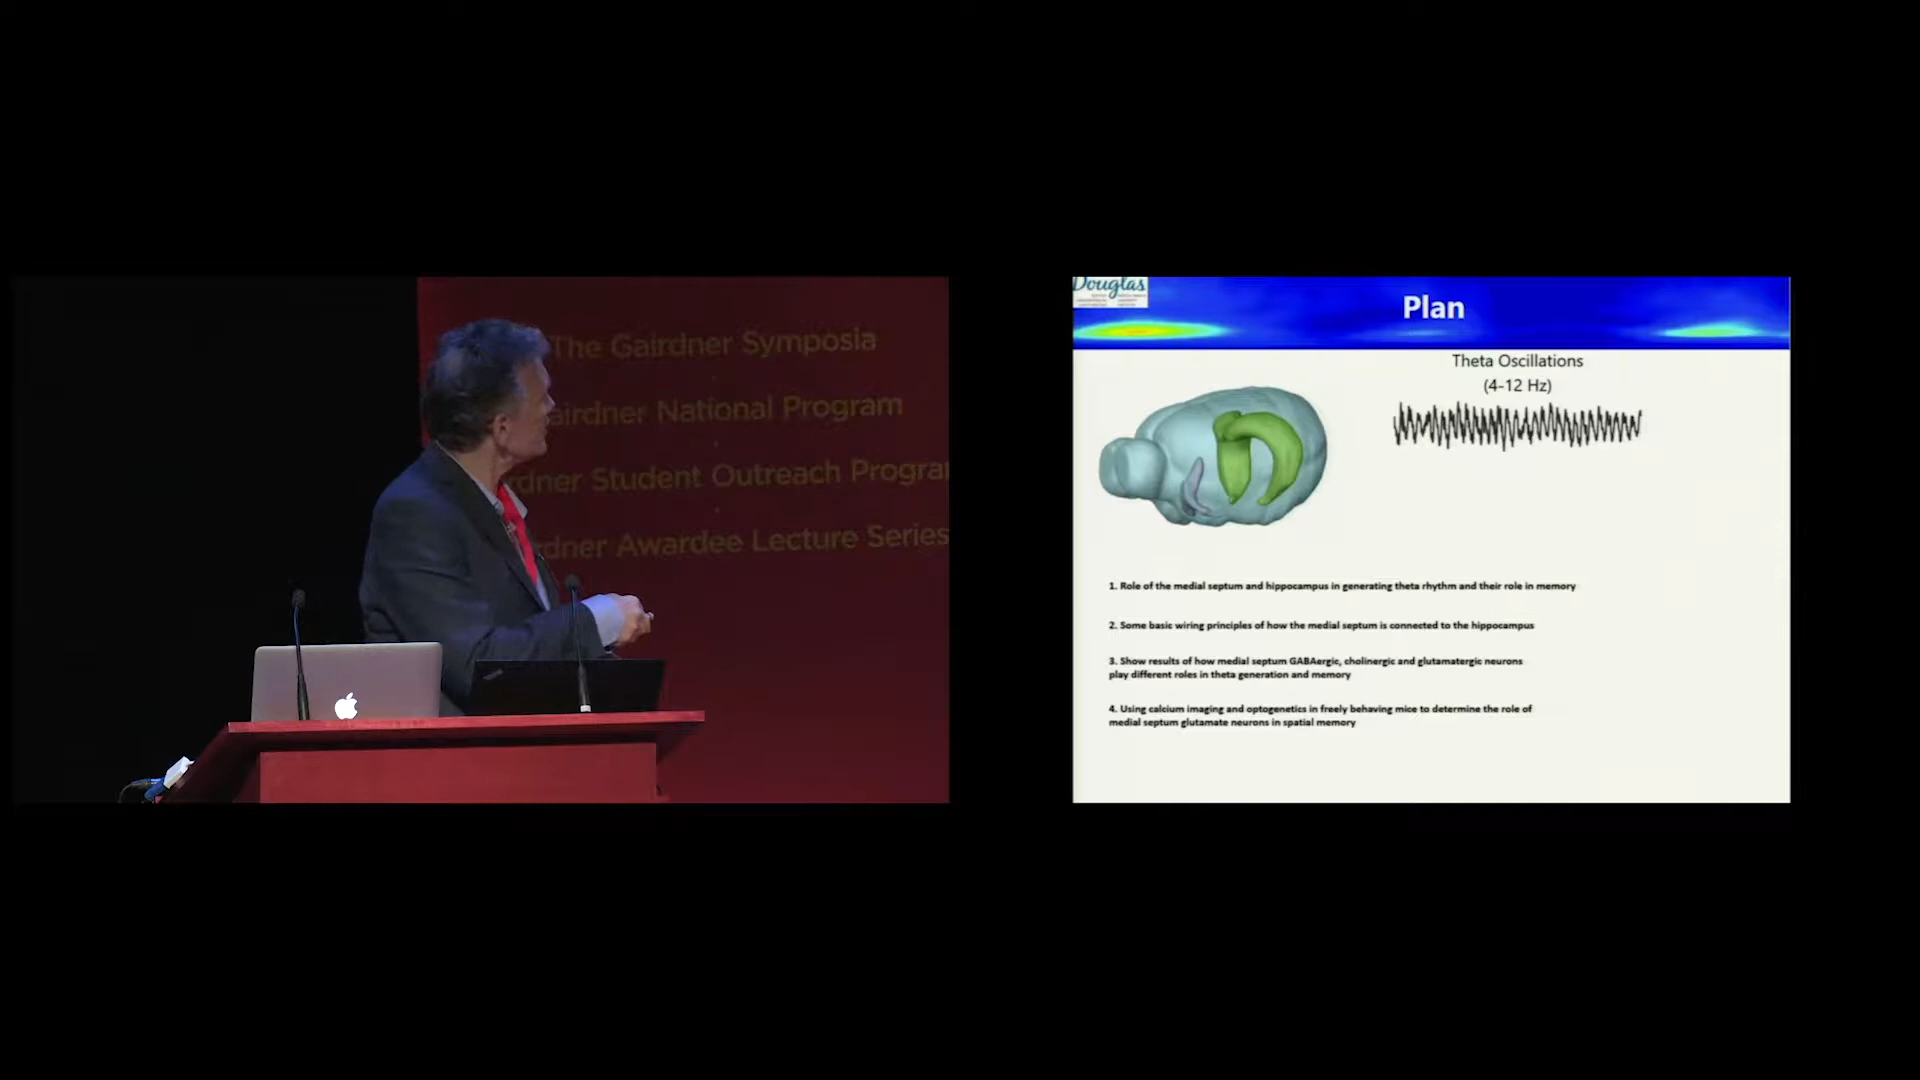 The Gairdner Symposia
airdner National Program
rdner Student Outreach Progra
rdner Awardee Lecture Series
Douglas
Plan
Theta Oscillations
(4-12 Hz)
1. Role of the medial septum and hippocampus in generating theta rhythm and their role in memory
2. Some basic wiring principles of how the medial septum is connected to the hippocampus
3. Show results of how medial septum GABAergic, cholinergic and glutamatergic neurons
play different roles in theta generation and memory
4. Using calcium imaging and optogenetics in freely behaving mice to determine the role of
medial septum glutamate neurons in spatial memory